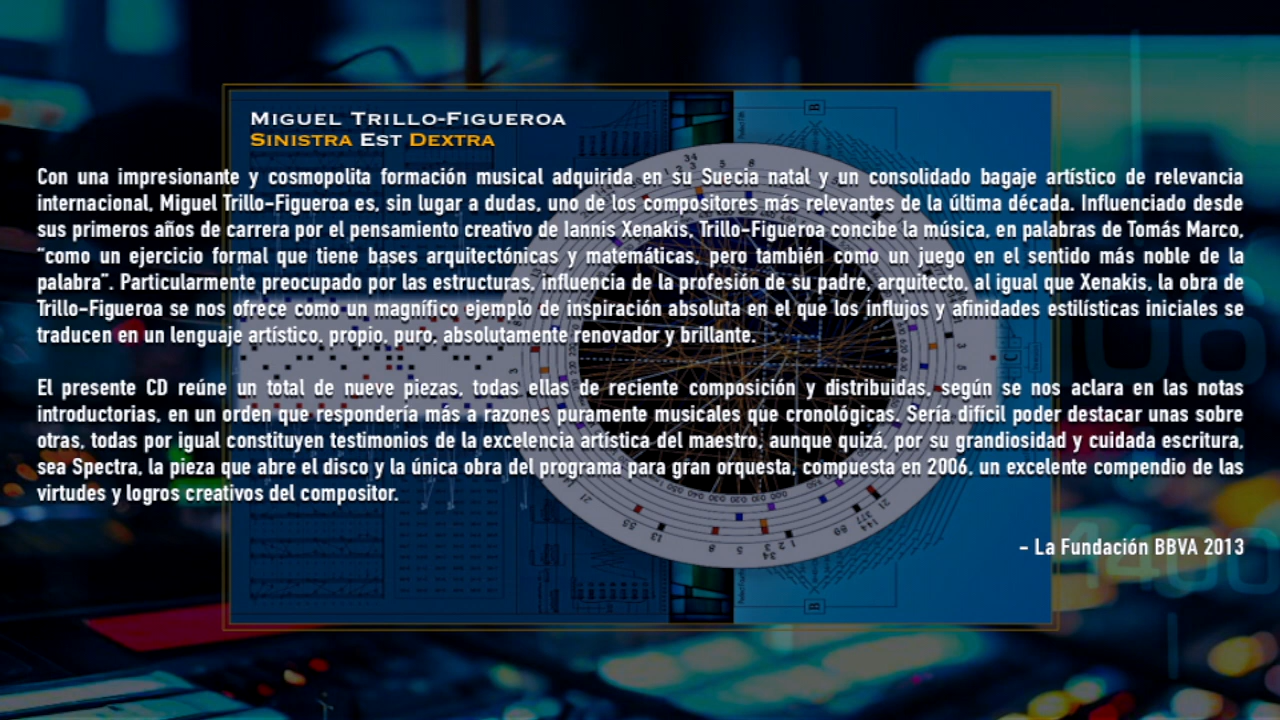 MIGUEL TRILLO-FIGUEROA
SINISTRA EST DEXTRA
Con una impresionante y cosmopolita formación musical adquirida en su Suecia natal y un consolidado bagaje artístico de relevancia
internacional, Miguel Trillo-Figueroa es, sin lugar a dudas, uno de los compositores más relevantes de la última década. Influenciado desde
sus primeros años de carrera por el pensamiento creativo de Iannis Xenakis, Trillo-Figueroa concibe la música, en palabras de Tomás Marco,
"como un ejercicio formal que tiene bases arquitectónicas y matemáticas, pero también como un juego en el sentido más noble de la
palabra". Particularmente preocupado por las estructuras, influencia de la profesión de su padre, arquitecto, al igual que Xenakis, la obra de
Trillo-Figueroa se nos ofrece como un magnífico ejemplo de inspiración absoluta en el que los influjos y afinidades estilísticas iniciales se
traducen en un lenguaje artístico, propio, puro, absolutamente renovador y brillante.
El presente CD reúne un total de nueve piezas, todas ellas de reciente composición y distribuidas, según se nos aclara en las notas
introductorias, en un orden que respondería más a razones puramente musicales que cronológicas. Sería difícil poder destacar unas sobre
otras, todas por igual constituyen testimonios de la excelencia artística del maestro, aunque quizá, por su grandiosidad y cuidada escritura,
sea Spectra, la pieza que abre el disco y la única obra del programa para gran orquesta, compuesta en 2006, un excelente compendio de las
virtudes y logros creativos del compositor.
- La Fundación BBVA 2013